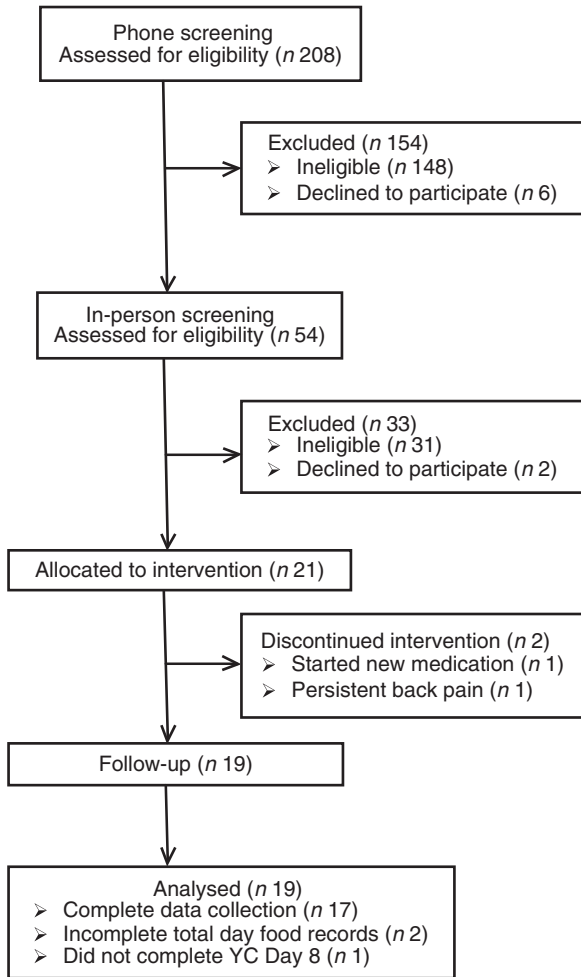 Phone screening
Assessed for eligibility (n 208)
Excluded (n 154)
➢ Ineligible (n 148)
➢ Declined to participate (n 6)
In-person screening
Assessed for eligibility (n 54)
Excluded (n 33)
➢ Ineligible (n 31)
➢ Declined to participate (n 2)
Allocated to intervention (n 21)
Discontinued intervention (n 2)
➢ Started new medication (n 1)
➢ Persistent back pain (n 1)
Follow-up (n 19)
Analysed (n 19)
➢ Complete data collection (n 17)
➢ Incomplete total day food records (n 2)
➢ Did not complete YC Day 8 (n 1)